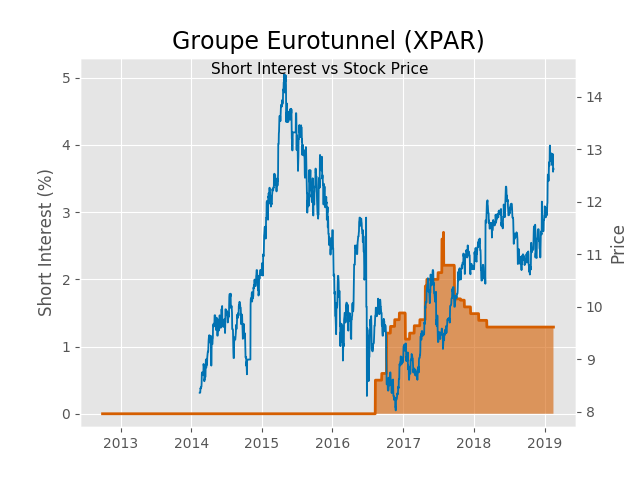 Groupe Eurotunnel (XPAR)
Short Interest vs Stock Price
Short Interest (%)
5
4
3
2
1
0
14
13
12
11
10
9
8
Price
2013 2014 2015 2016 2017 2018 2019